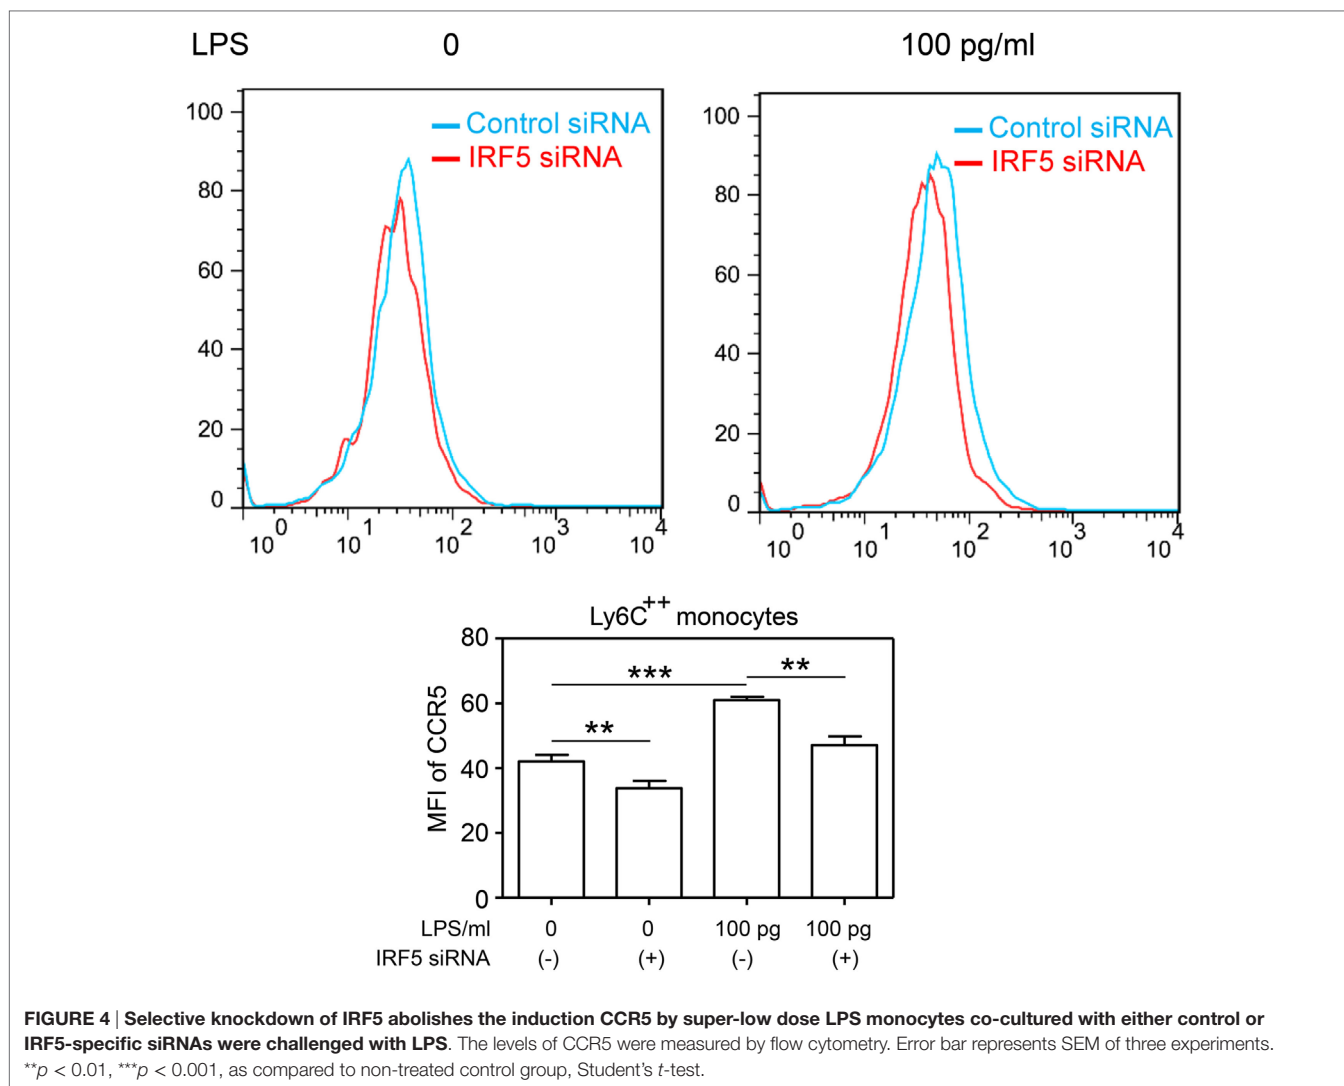 LPS 0 100 pg/ml
100
80
60
40
20
0
Control siRNA
IRF5 siRNA
10^0 10^1 10^2 10^3 10^4
100
80
60
40
20
0
Control siRNA
IRF5 siRNA
10^0 10^1 10^2 10^3 10^4
Ly6C^++ monocytes
MFI of CCR5
80
60
40
20
0
**
***
**
LPS/ml 0 0 100 pg 100 pg
IRF5 siRNA (-) (+) (-) (+)
FIGURE 4 | Selective knockdown of IRF5 abolishes the induction CCR5 by super-low dose LPS monocytes co-cultured with either control or
IRF5-specific siRNAs were challenged with LPS. The levels of CCR5 were measured by flow cytometry. Error bar represents SEM of three experiments.
**p < 0.01, ***p < 0.001, as compared to non-treated control group, Student's t-test.